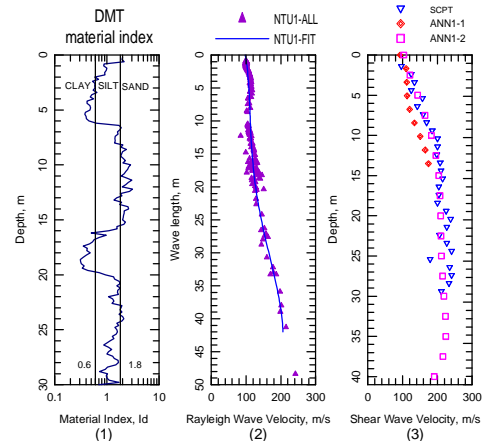 DMT
material index
CLAY
SILT
SAND
0.6
1.8
0
5
10
15
20
25
30
Depth, m
0.1
1
10
Material Index, Id
(1)
NTU1-ALL
NTU1-FIT
0
5
10
15
20
25
30
35
40
45
50
Wave length, m
0
100
200
300
Rayleigh Wave Velocity, m/s
(2)
SCPT
ANN1-1
ANN1-2
0
5
10
15
20
25
30
35
40
Depth, m
0
100
200
300
Shear Wave Velocity, m/s
(3)